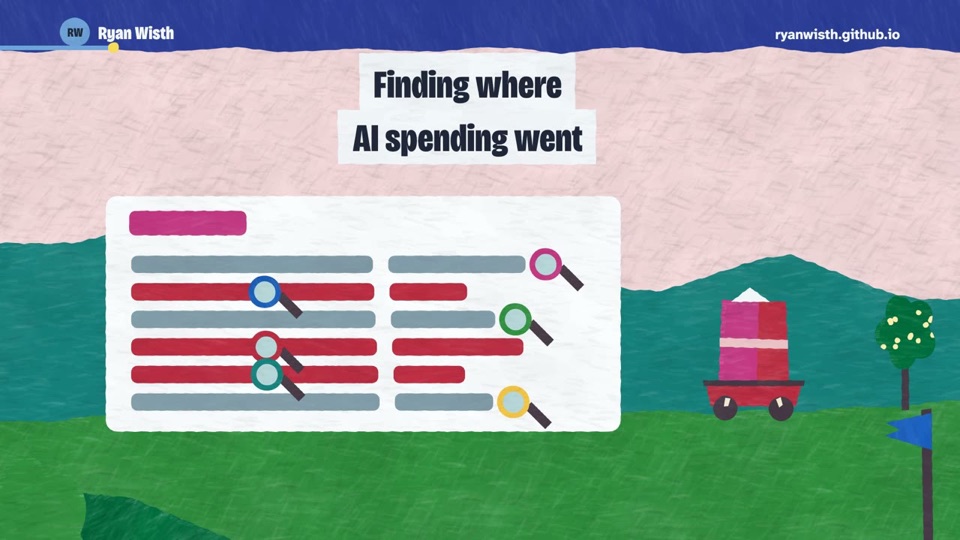 RW
Ryan Wisth
ryanwisth.github.io
Finding where
AI spending went